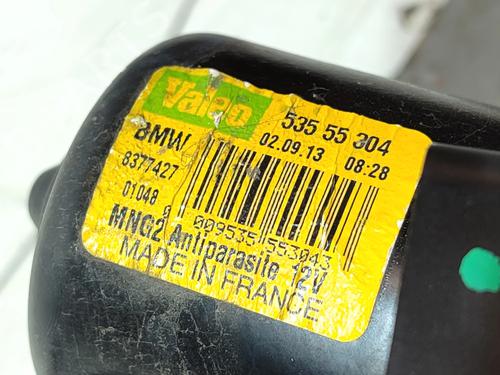 Valeo
535 55 304
BMW
02.09.13 08:28
8377427
01048
0 009535 553043
MNG2 Antiparasite 12V
MADE IN FRANCE